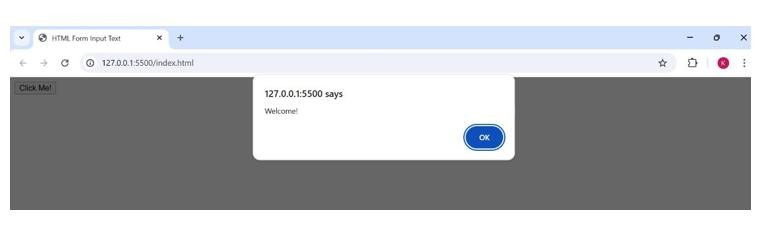 HTML Form Input Text
127.0.0.1:5500/index.html
K
Click Me!
127.0.0.1:5500 says
Welcome!
OK